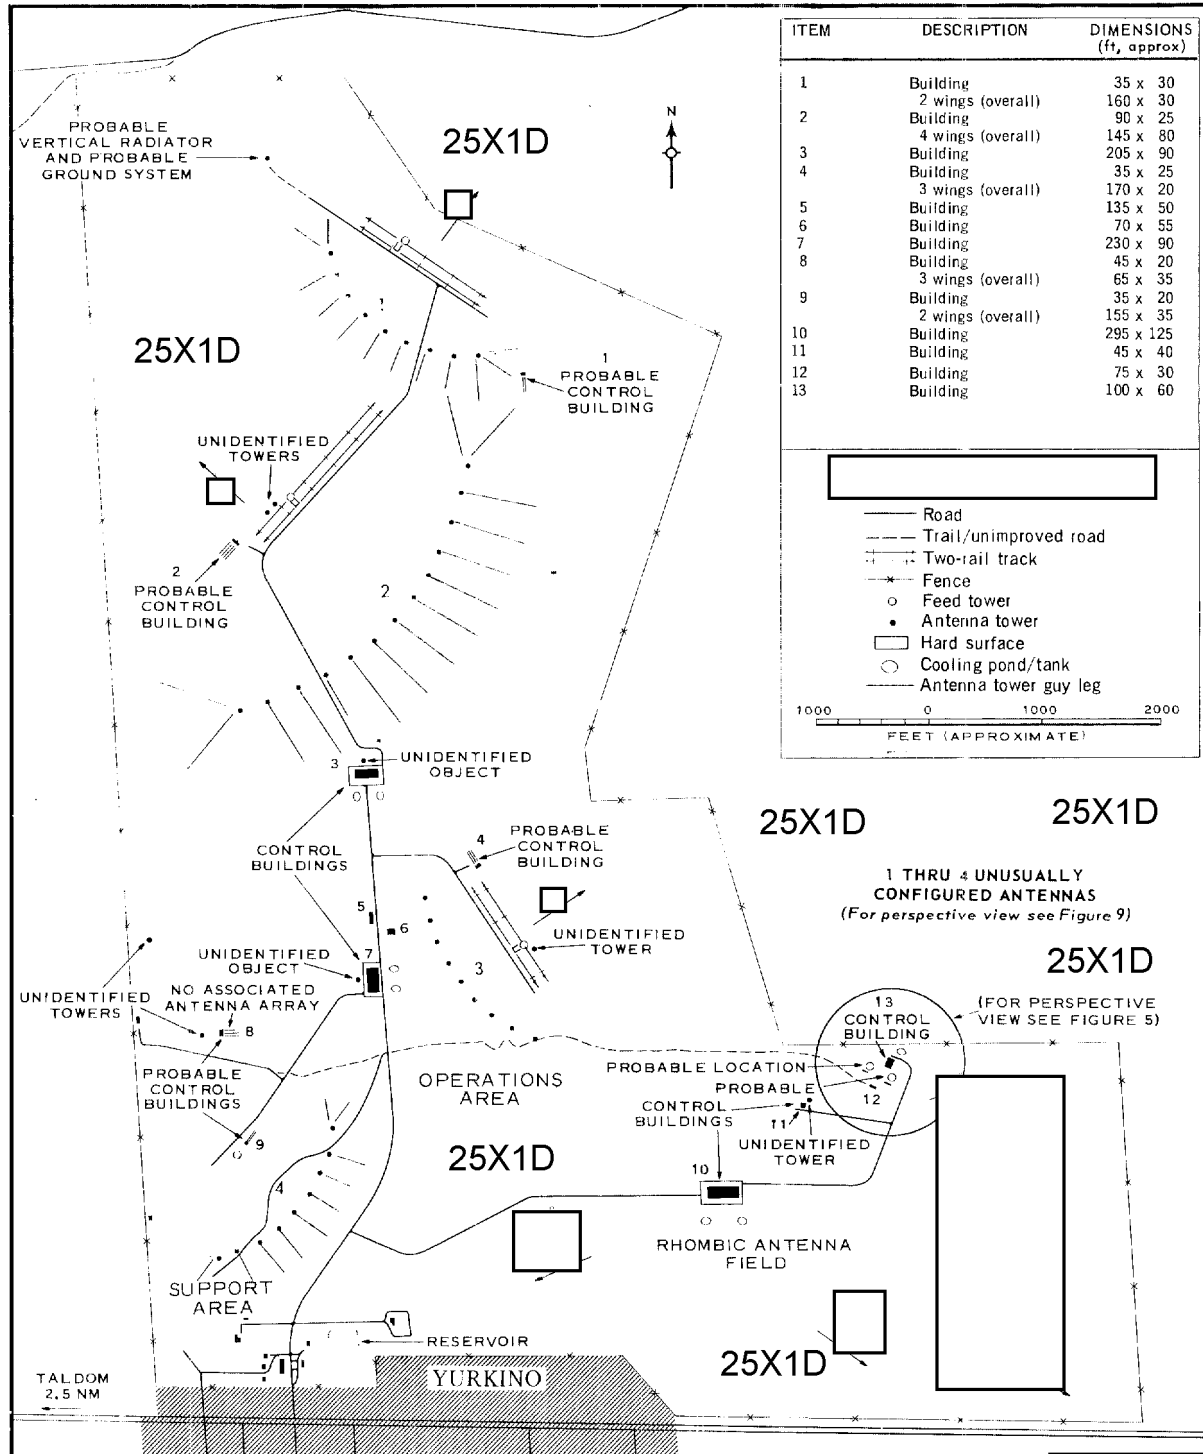 ITEM DESCRIPTION DIMENSIONS
(ft, approx)
1 Building 35 x 30
2 wings (overall) 160 x 30
2 Building 90 x 25
4 wings (overall) 145 x 80
3 Building 205 x 90
4 Building 35 x 25
3 wings (overall) 170 x 20
5 Building 135 x 50
6 Building 70 x 55
7 Building 230 x 90
8 Building 45 x 20
3 wings (overall) 65 x 35
9 Building 35 x 20
2 wings (overall) 155 x 35
10 Building 295 x 125
11 Building 45 x 40
12 Building 75 x 30
13 Building 100 x 60
Road
Trail/unimproved road
Two-rail track
Fence
Feed tower
Antenna tower
Hard surface
Cooling pond/tank
Antenna tower guy leg
1000 0 1000 2000
FEET (APPROXIMATE)
PROBABLE
VERTICAL RADIATOR
AND PROBABLE
GROUND SYSTEM
25X1D
N
25X1D
1
1
PROBABLE
CONTROL
BUILDING
UNIDENTIFIED
TOWERS
2
PROBABLE
CONTROL
BUILDING
2
3
UNIDENTIFIED
OBJECT
CONTROL
BUILDINGS
4
PROBABLE
CONTROL
BUILDING
25X1D
25X1D
1 THRU 4 UNUSUALLY
CONFIGURED ANTENNAS
(For perspective view see Figure 9)
25X1D
5
6
7
3
UNIDENTIFIED
TOWER
UNIDENTIFIED
OBJECT
NO ASSOCIATED
ANTENNA ARRAY
UNIDENTIFIED
TOWERS
8
PROBABLE
CONTROL
BUILDINGS
9
13
CONTROL
BUILDING
(FOR PERSPECTIVE
VIEW SEE FIGURE 5)
PROBABLE LOCATION
PROBABLE
12
CONTROL
BUILDINGS
11
UNIDENTIFIED
TOWER
OPERATIONS
AREA
25X1D
10
4
RHOMBIC ANTENNA
FIELD
SUPPORT
AREA
RESERVOIR
25X1D
YURKINO
TALDOM
2.5 NM